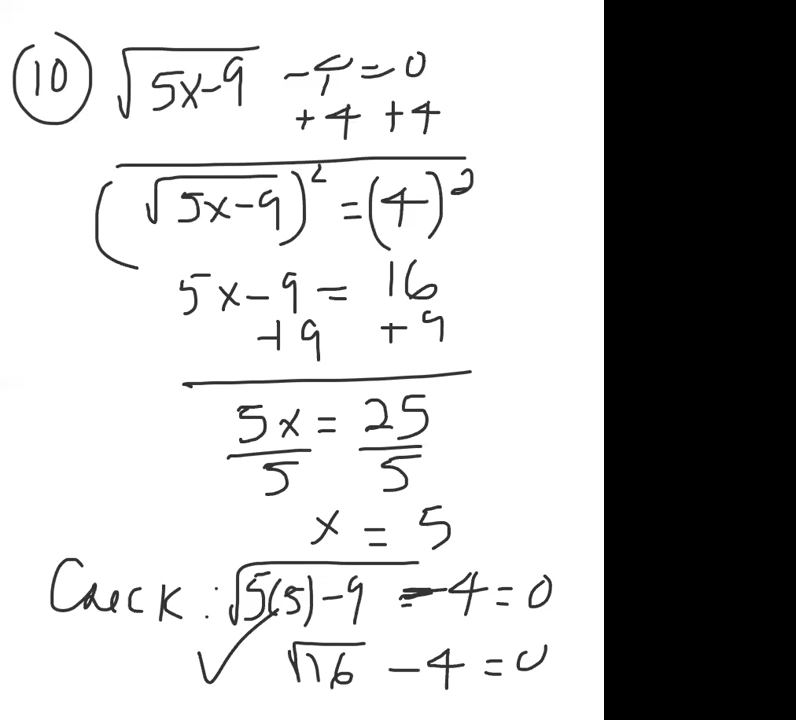 10 √5x-9 -4=0
+4 +4
(√5x-9)² =(4)²
5x-9 = 16
+9 +9
5x = 25
5 5
x = 5
Check: √5(5)-9 -4=0
✓ √16 -4=0